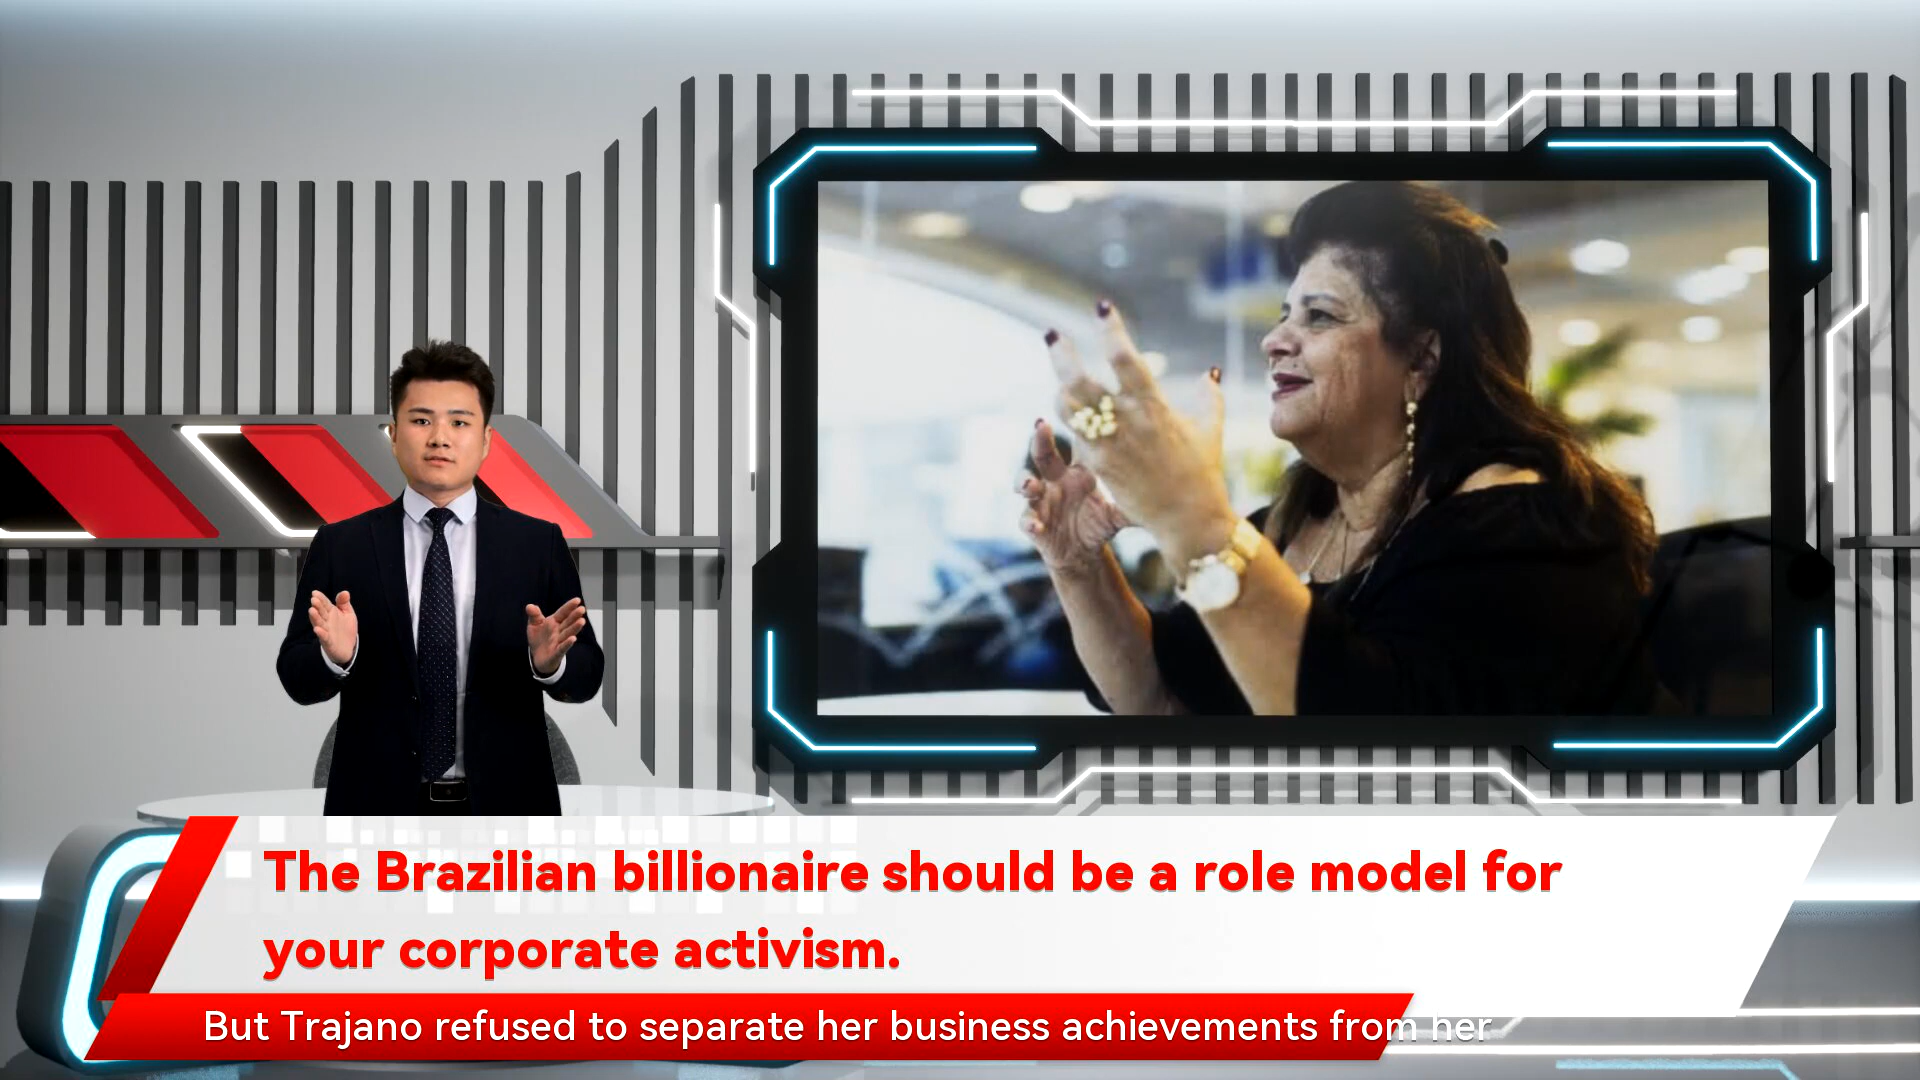 The Brazilian billionaire should be a role model for
your corporate activism.
But Trajano refused to separate her business achievements from her